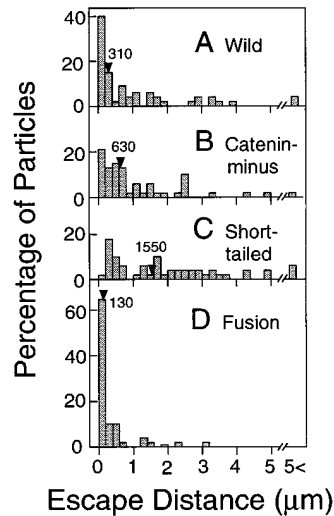 Percentage of Particles
40
20
0
A Wild
310
20
0
B Catenin-
minus
630
20
0
C Short-
tailed
1550
60
40
20
0
D Fusion
130
0 1 2 3 4 5 5<
Escape Distance (μm)